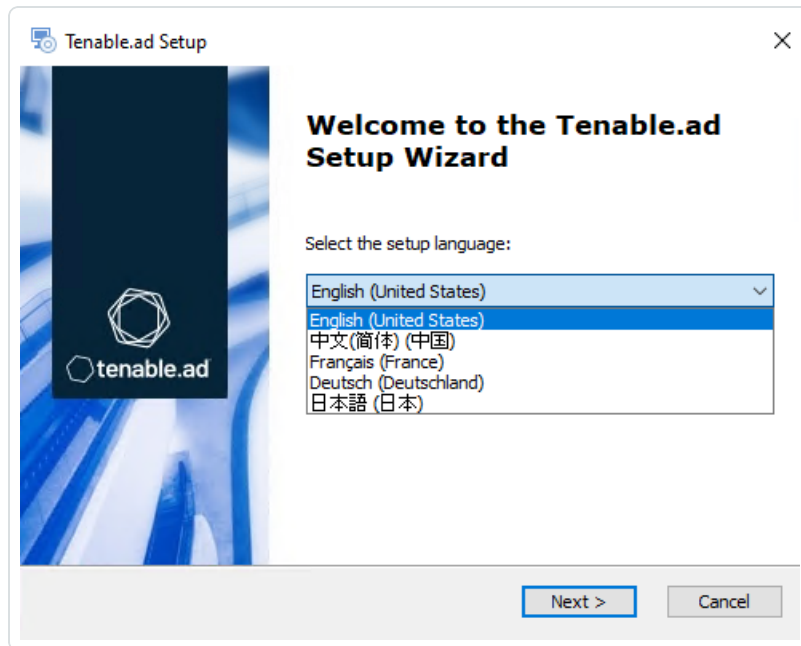 Tenable.ad Setup
Welcome to the Tenable.ad
Setup Wizard
Select the setup language:
English (United States)
English (United States)
中文(简体) (中国)
Français (France)
Deutsch (Deutschland)
日本語 (日本)
tenable.ad
Next >
Cancel